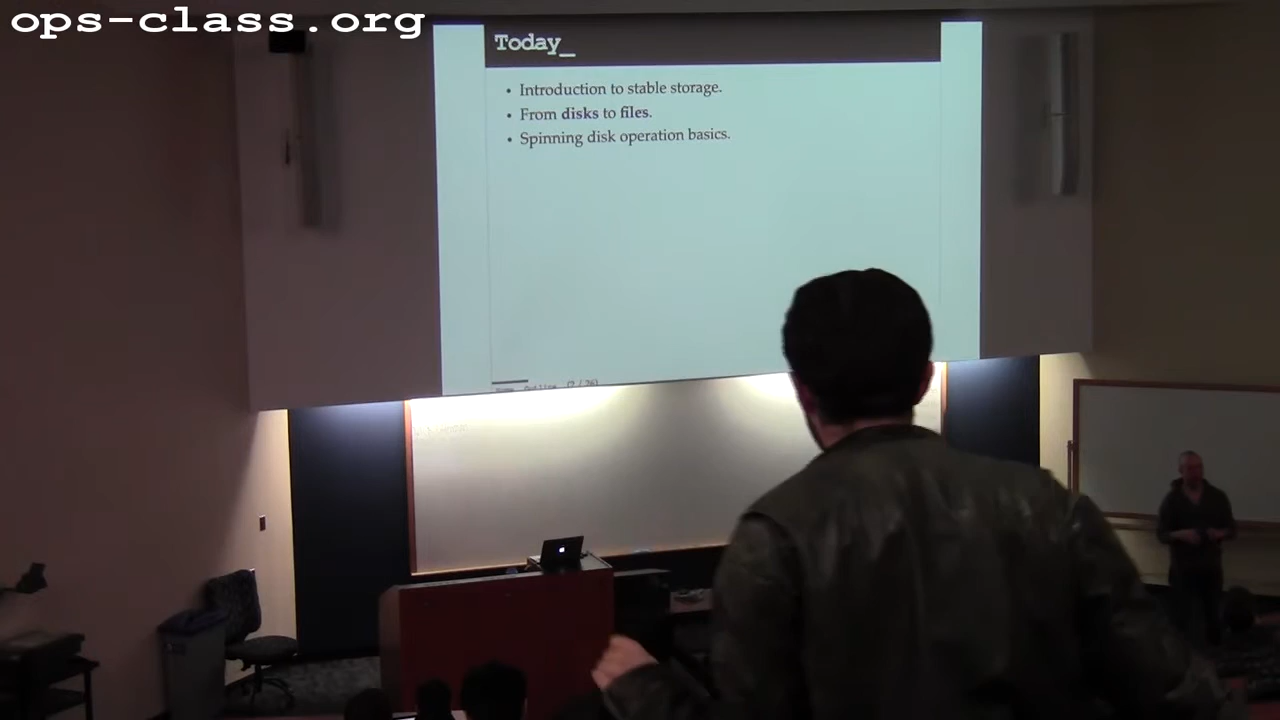 ops-class.org
Today_
• Introduction to stable storage.
• From disks to files.
• Spinning disk operation basics.